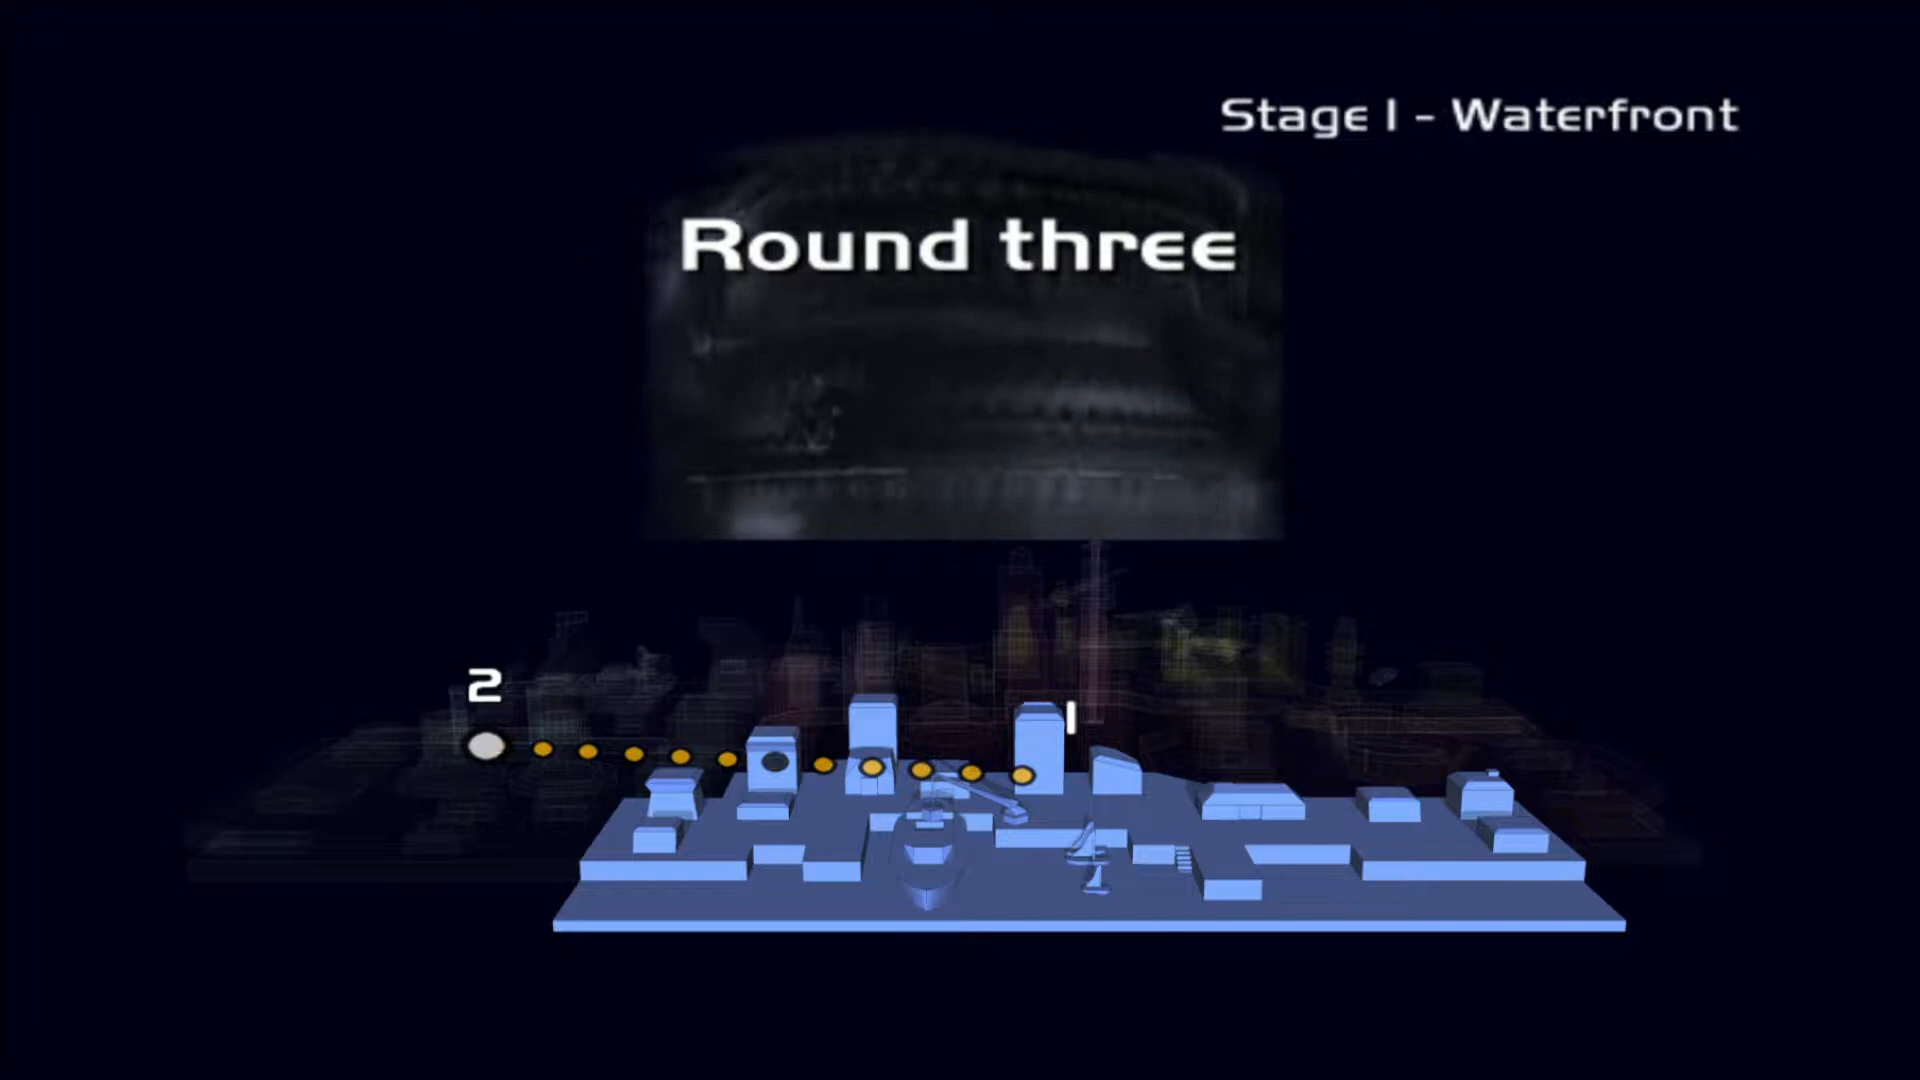 Stage 1 - Waterfront
Round three
2
1